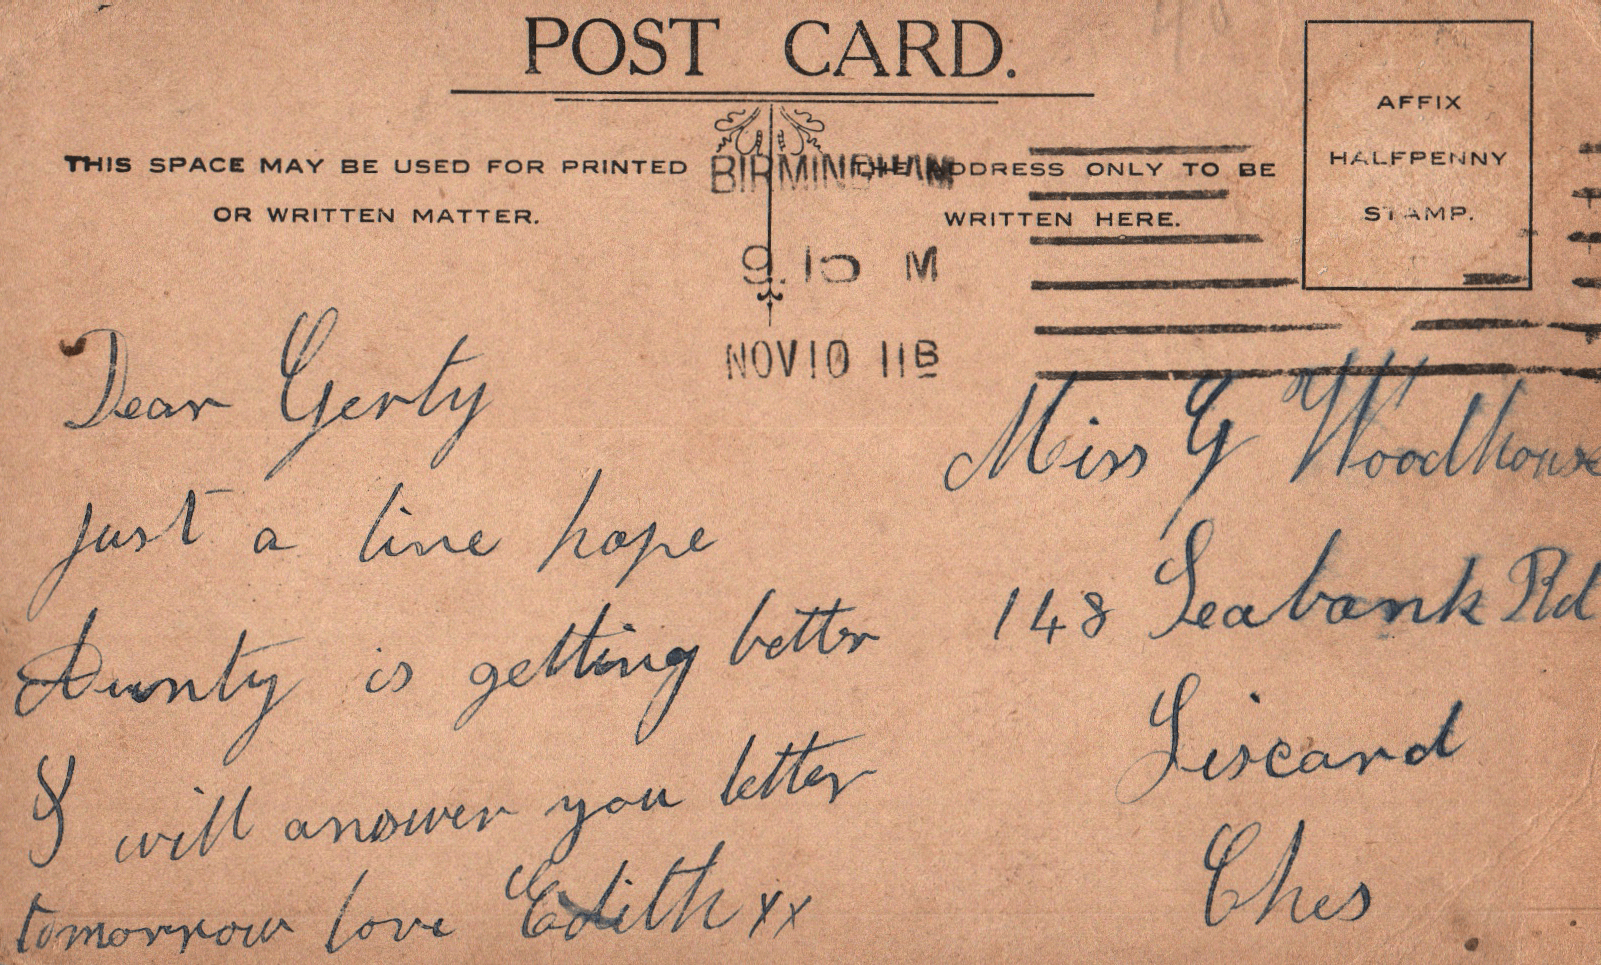 POST CARD.
THIS SPACE MAY BE USED FOR PRINTED
OR WRITTEN MATTER.
THE ADDRESS ONLY TO BE
WRITTEN HERE.
AFFIX
HALFPENNY
STAMP.
BIRMINGHAM
9.15 M
NOV 10 11 B
Dear Gerty
just a line hope
Aunty is getting better
I will answer you letter
tomorrow love Edith xx
Miss G Woodhouse
148 Seabank Rd
Liscard
Ches